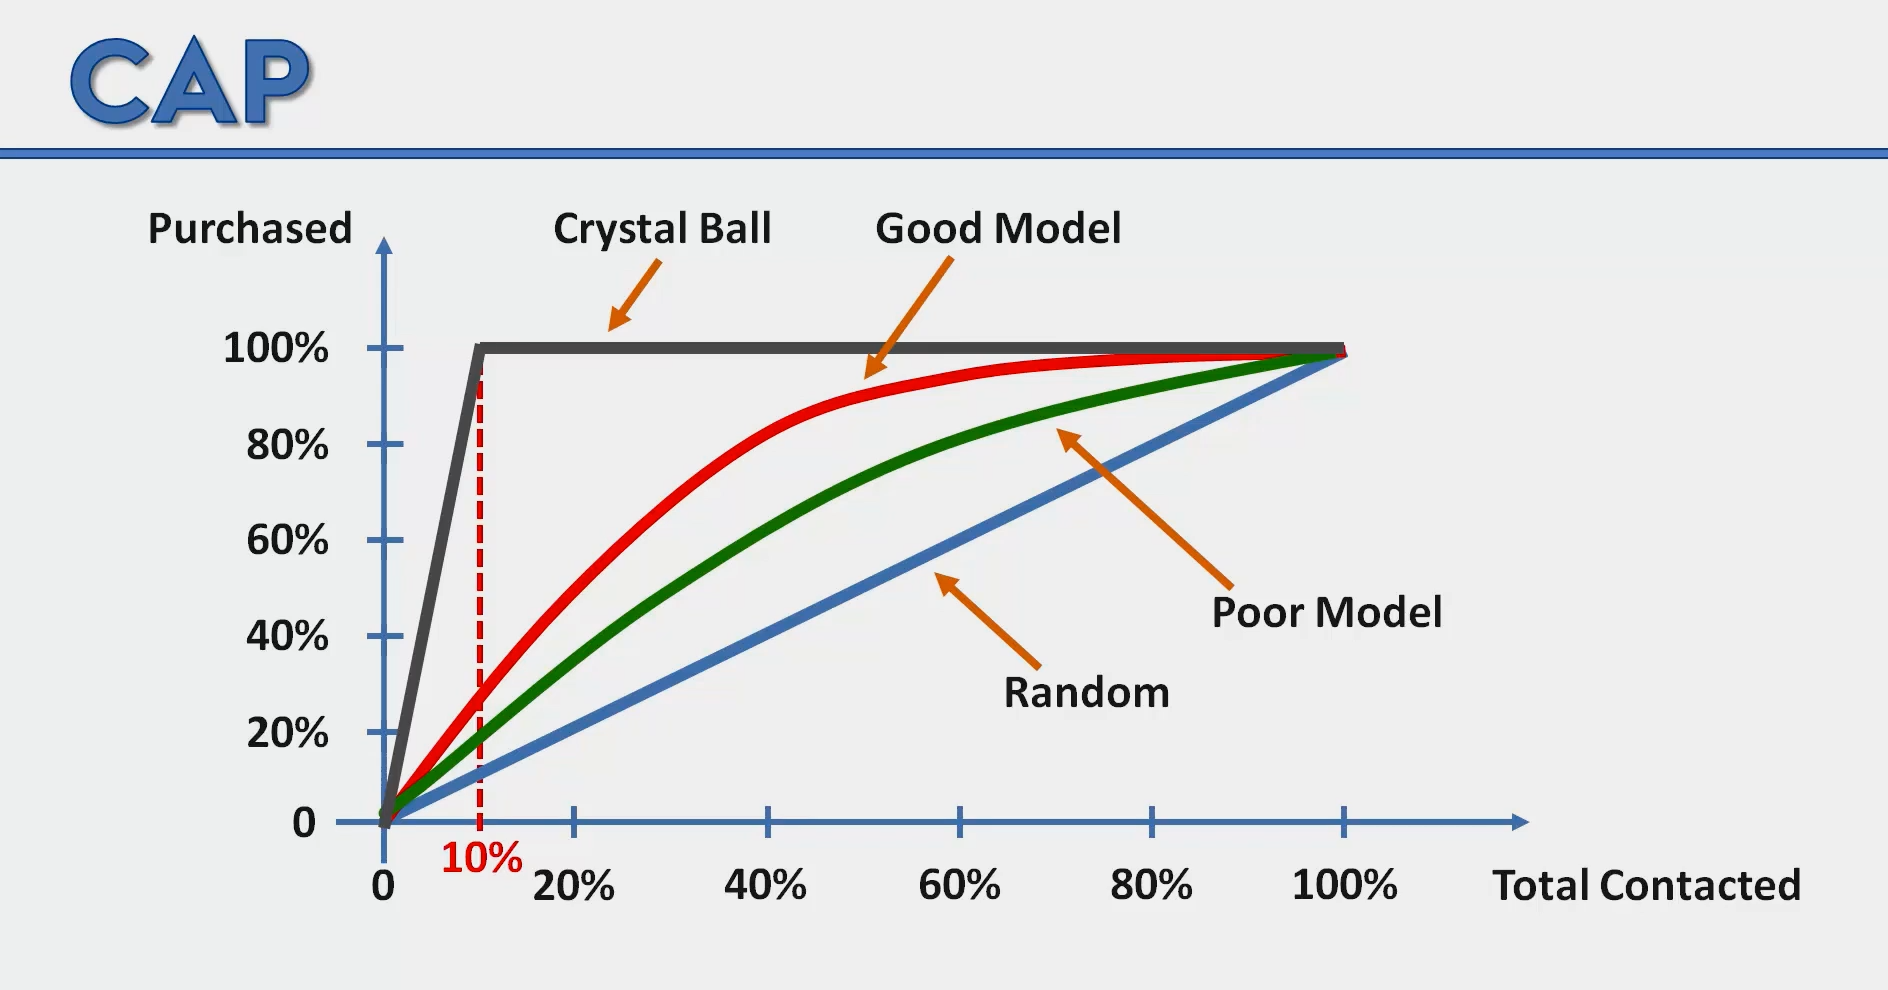 CAP
Purchased
Crystal Ball
Good Model
100%
80%
60%
40%
20%
0
Poor Model
Random
10%
0
20%
40%
60%
80%
100%
Total Contacted